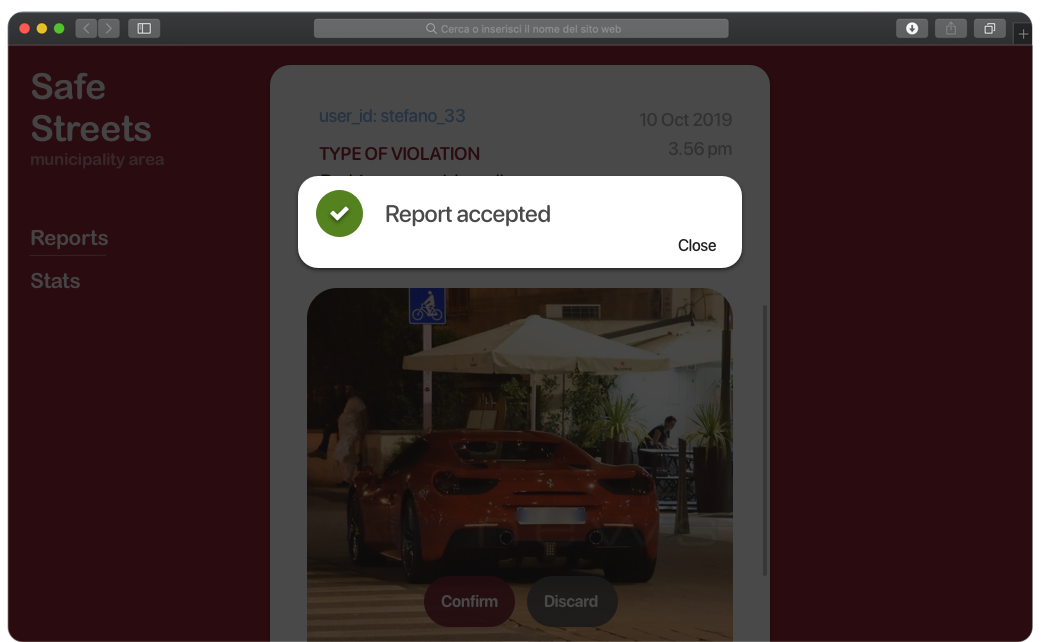 Cerca o inserisci il nome del sito web
Safe
Streets
municipality area
Reports
Stats
user_id: stefano_33
10 Oct 2019
3.56 pm
TYPE OF VIOLATION
Report accepted
Close
Confirm
Discard